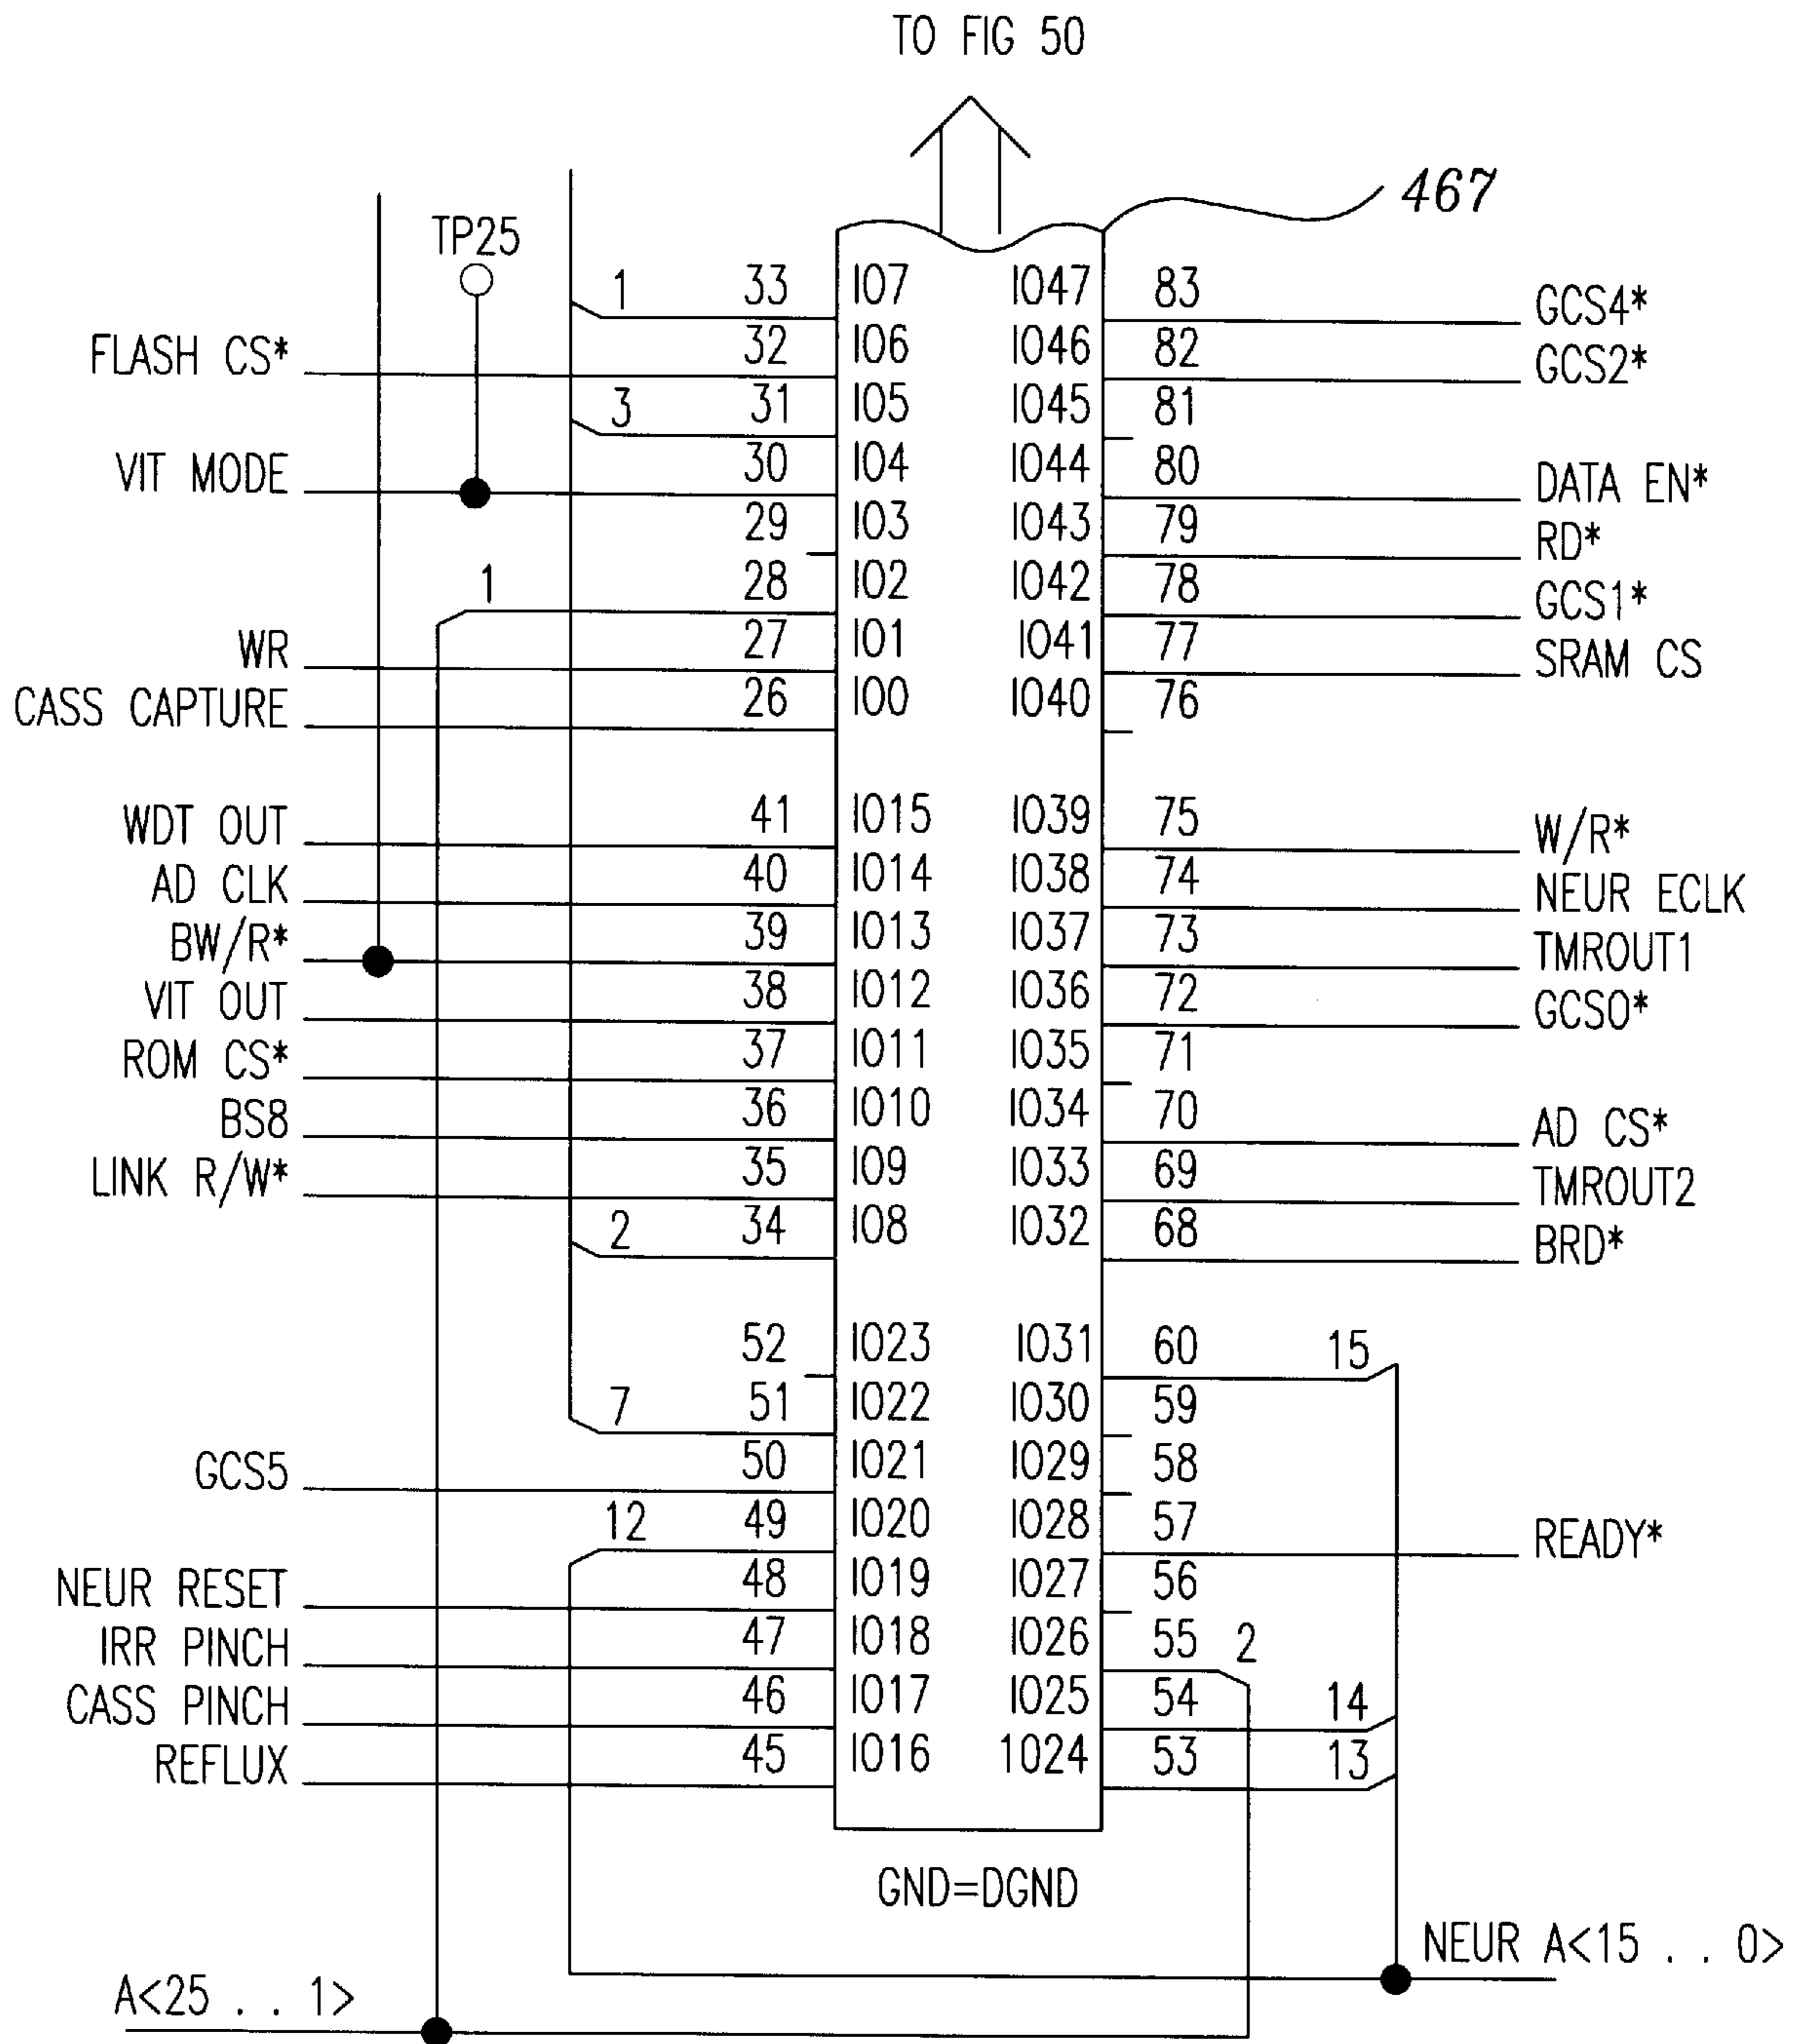 TO FIG 50
467
TP25
1 33 IO7 IO47 83 GCS4*
FLASH CS* 32 IO6 IO46 82 GCS2*
3 31 IO5 IO45 81
VIT MODE 30 IO4 IO44 80 DATA EN*
29 IO3 IO43 79 RD*
1 28 IO2 IO42 78 GCS1*
WR 27 IO1 IO41 77 SRAM CS
CASS CAPTURE 26 IO0 IO40 76
WDT OUT 41 IO15 IO39 75 W/R*
AD CLK 40 IO14 IO38 74 NEUR ECLK
BW/R* 39 IO13 IO37 73 TMROUT1
VIT OUT 38 IO12 IO36 72 GCS0*
ROM CS* 37 IO11 IO35 71
BS8 36 IO10 IO34 70 AD CS*
LINK R/W* 35 IO9 IO33 69 TMROUT2
2 34 IO8 IO32 68 BRD*
52 IO23 IO31 60 15
7 51 IO22 IO30 59
GCS5 50 IO21 IO29 58
12 49 IO20 IO28 57 READY*
NEUR RESET 48 IO19 IO27 56
IRR PINCH 47 IO18 IO26 55 2
CASS PINCH 46 IO17 IO25 54 14
REFLUX 45 IO16 1024 53 13
GND=DGND
NEUR A<15 . . 0>
A<25 . . 1>